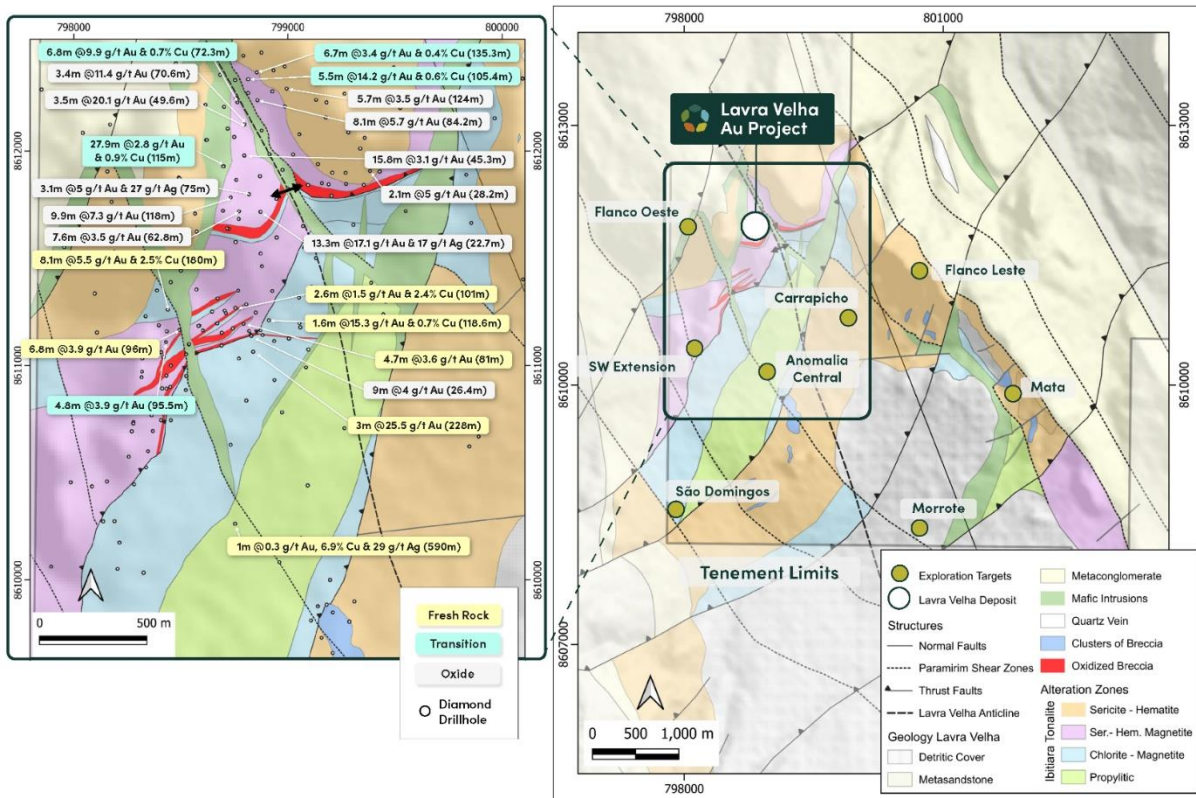 798000
799000
800000
6.8m @9.9 g/t Au & 0.7% Cu (72.3m)
6.7m @3.4 g/t Au & 0.4% Cu (135.3m)
3.4m @11.4 g/t Au (70.6m)
5.5m @14.2 g/t Au & 0.6% Cu (105.4m)
3.5m @20.1 g/t Au (49.6m)
5.7m @3.5 g/t Au (124m)
8.1m @5.7 g/t Au (84.2m)
8612000
27.9m @2.8 g/t Au
& 0.9% Cu (115m)
15.8m @3.1 g/t Au (45.3m)
3.1m @5 g/t Au & 27 g/t Ag (75m)
2.1m @5 g/t Au (28.2m)
9.9m @7.3 g/t Au (118m)
7.6m @3.5 g/t Au (62.8m)
13.3m @17.1 g/t Au & 17 g/t Ag (22.7m)
8.1m @5.5 g/t Au & 2.5% Cu (180m)
2.6m @1.5 g/t Au & 2.4% Cu (101m)
1.6m @15.3 g/t Au & 0.7% Cu (118.6m)
6.8m @3.9 g/t Au (96m)
4.7m @3.6 g/t Au (81m)
8611000
8611000
9m @4 g/t Au (26.4m)
4.8m @3.9 g/t Au (95.5m)
3m @25.5 g/t Au (228m)
1m @0.3 g/t Au, 6.9% Cu & 29 g/t Ag (590m)
8610000
8610000
0
500 m
Fresh Rock
Transition
Oxide
Diamond
Drillhole
798000
801000
8613000
8613000
Lavra Velha
Au Project
Flanco Oeste
Flanco Leste
Carrapicho
SW Extension
Anomalia
Central
Mata
8610000
8610000
São Domingos
Morrote
Tenement Limits
8607000
0
500
1,000 m
798000
Exploration Targets
Lavra Velha Deposit
Structures
Normal Faults
Paramirim Shear Zones
Thrust Faults
Lavra Velha Anticline
Geology Lavra Velha
Detritic Cover
Metasandstone
Metaconglomerate
Mafic Intrusions
Quartz Vein
Clusters of Breccia
Oxidized Breccia
Alteration Zones
Ibitiara Tonalite
Sericite - Hematite
Ser.- Hem. Magnetite
Chlorite - Magnetite
Propylitic